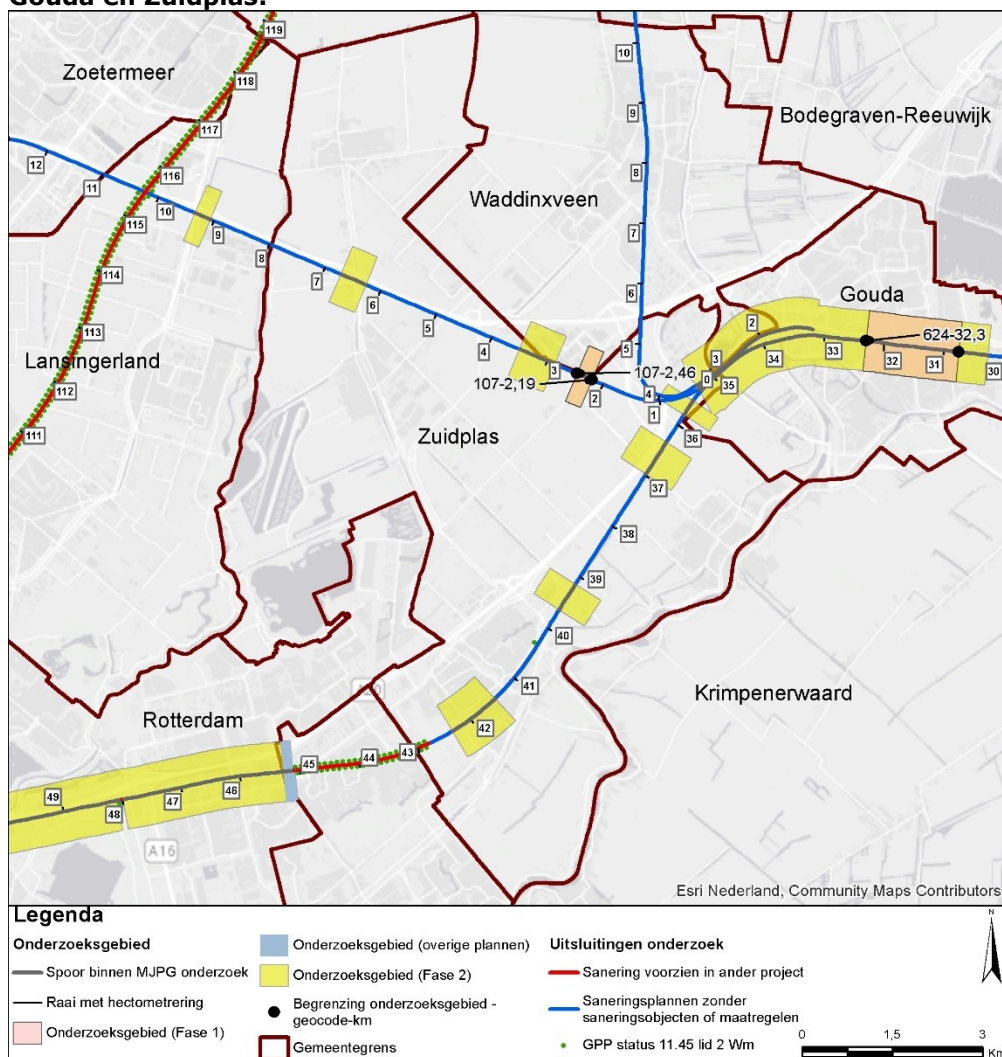 Gouda en Zuidplas:
119
118
Zoetermeer
10
117
9
Bodegraven-Reeuwijk
12
11
116
8
Waddinxveen
10
115
9
7
8
114
7
6
6
Gouda
2
624-32,3
113
5
33
4
5
34
32
31
30
Lansingerland
3
107-2,46
3
0
35
107-2,19
2
4
112
1
36
111
Zuidplas
37
38
39
40
41
Krimpenerwaard
Rotterdam
42
43
45
44
46
49
47
48
A16
Esri Nederland, Community Maps Contributors
Legenda
Onderzoeksgebied
Spoor binnen MJPG onderzoek
Raai met hectometrering
Onderzoeksgebied (Fase 1)
Onderzoeksgebied (overige plannen)
Onderzoeksgebied (Fase 2)
Begrenzing onderzoeksgebied -
geocode-km
Gemeentegrens
Uitsluitingen onderzoek
Sanering voorzien in ander project
Saneringsplannen zonder
saneringsobjecten of maatregelen
GPP status 11.45 lid 2 Wm
N
0 1,5 3
Km